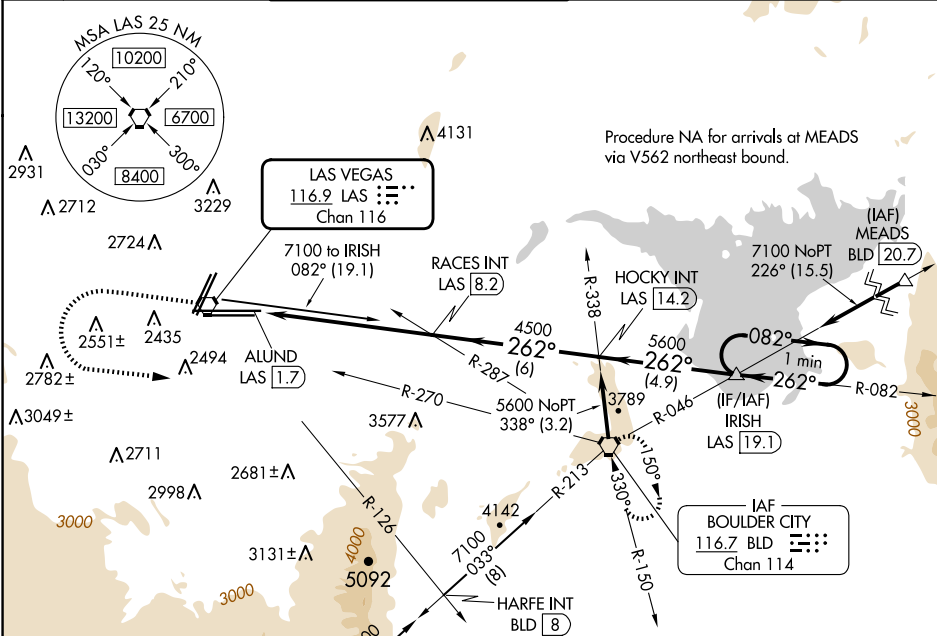 MSA LAS 25 NM
10200
120°
210°
13200
6700
030°
300°
8400
2931
2712
3229
2724
4131
Procedure NA for arrivals at MEADS
via V562 northeast bound.
LAS VEGAS
116.9 LAS
Chan 116
7100 to IRISH
082° (19.1)
RACES INT
LAS 8.2
HOCKY INT
LAS 14.2
R-338
7100 NoPT
226° (15.5)
(IAF)
MEADS
BLD 20.7
2551±
2435
2494
2782±
3049±
2711
2998
2681±
3131±
ALUND
LAS 1.7
4500
262°
(6)
5600
262°
(4.9)
082°
1 min
262°
R-082
R-287
R-270
5600 NoPT
338° (3.2)
3789
R-046
(IF/IAF)
IRISH
LAS 19.1
3000
3577
R-213
150°
330°
R-150
IAF
BOULDER CITY
116.7 BLD
Chan 114
R-126
4142
7100
033°
(8)
3000
4000
5092
3000
HARFE INT
BLD 8